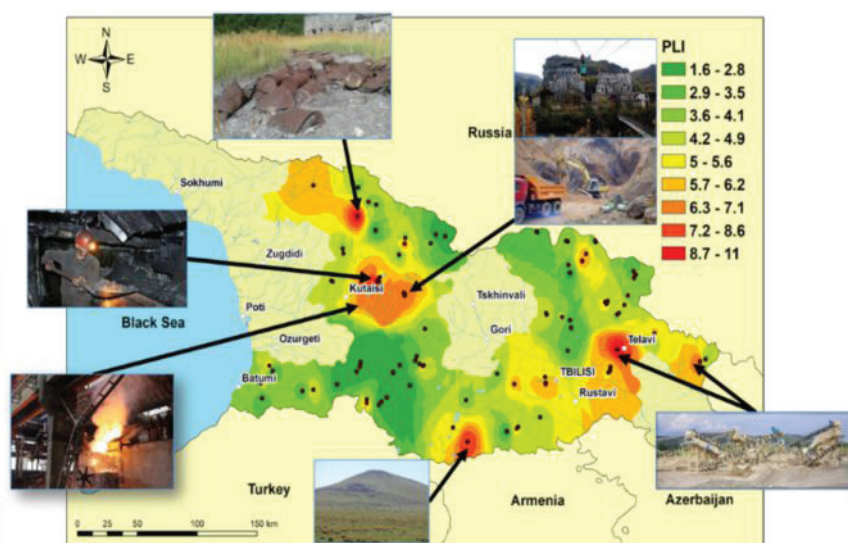 N
W E
S
Russia
PLI
1.6 - 2.8
2.9 - 3.5
3.6 - 4.1
4.2 - 4.9
5 - 5.6
5.7 - 6.2
6.3 - 7.1
7.2 - 8.6
8.7 - 11
Sokhumi
Zugdidi
Kutaisi
Tskhinvali
Poti
Black Sea
Gori
Telavi
Ozurgeti
Batumi
TBILISI
Rustavi
Turkey
Armenia
Azerbaijan
0 25 50 100 150 km